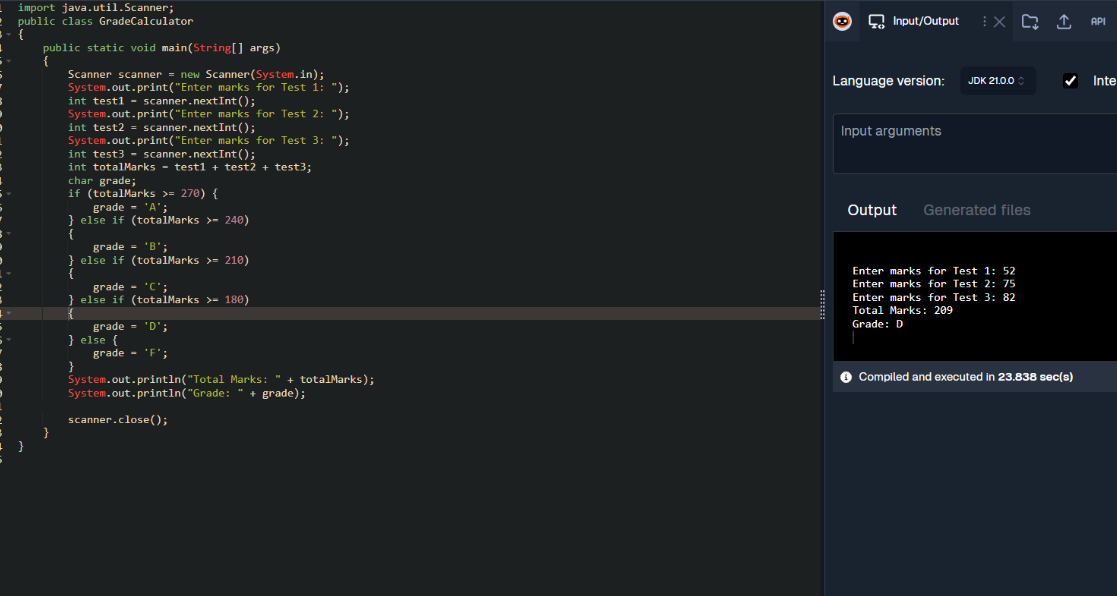 import java.util.Scanner;
public class GradeCalculator
{
    public static void main(String[] args)
    {
        Scanner scanner = new Scanner(System.in);
        System.out.print("Enter marks for Test 1: ");
        int test1 = scanner.nextInt();
        System.out.print("Enter marks for Test 2: ");
        int test2 = scanner.nextInt();
        System.out.print("Enter marks for Test 3: ");
        int test3 = scanner.nextInt();
        int totalMarks = test1 + test2 + test3;
        char grade;
        if (totalMarks >= 270) {
            grade = 'A';
        } else if (totalMarks >= 240)
        {
            grade = 'B';
        } else if (totalMarks >= 210)
        {
            grade = 'C';
        } else if (totalMarks >= 180)
        {
            grade = 'D';
        } else {
            grade = 'F';
        }
        System.out.println("Total Marks: " + totalMarks);
        System.out.println("Grade: " + grade);
        scanner.close();
    }
}
Input/Output
API
Language version: JDK 21.0.0 Inte
Input arguments
Output Generated files
Enter marks for Test 1: 52
Enter marks for Test 2: 75
Enter marks for Test 3: 82
Total Marks: 209
Grade: D
Compiled and executed in 23.838 sec(s)